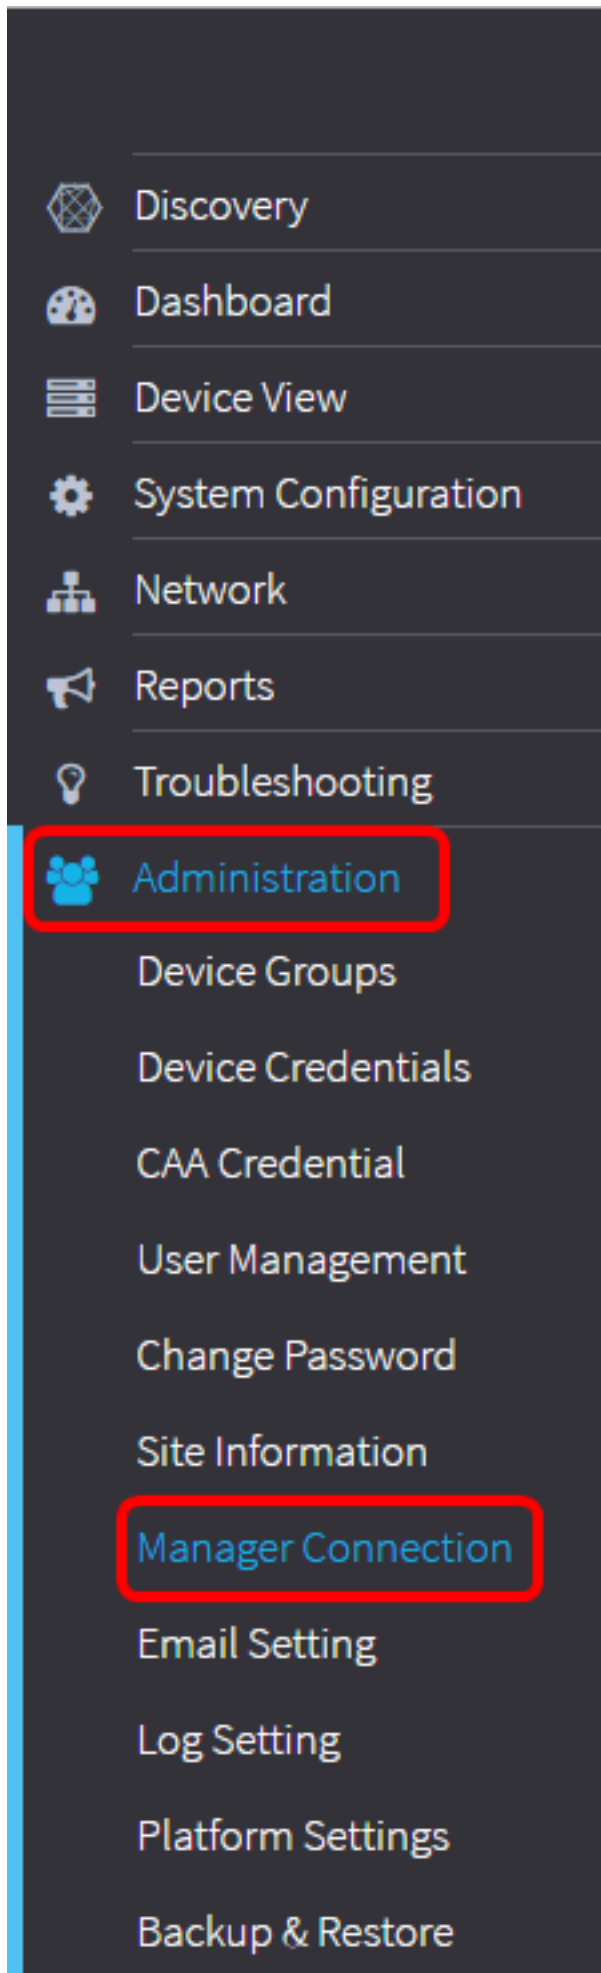 Discovery
Dashboard
Device View
System Configuration
Network
Reports
Troubleshooting
Administration
Device Groups
Device Credentials
CAA Credential
User Management
Change Password
Site Information
Manager Connection
Email Setting
Log Setting
Platform Settings
Backup & Restore